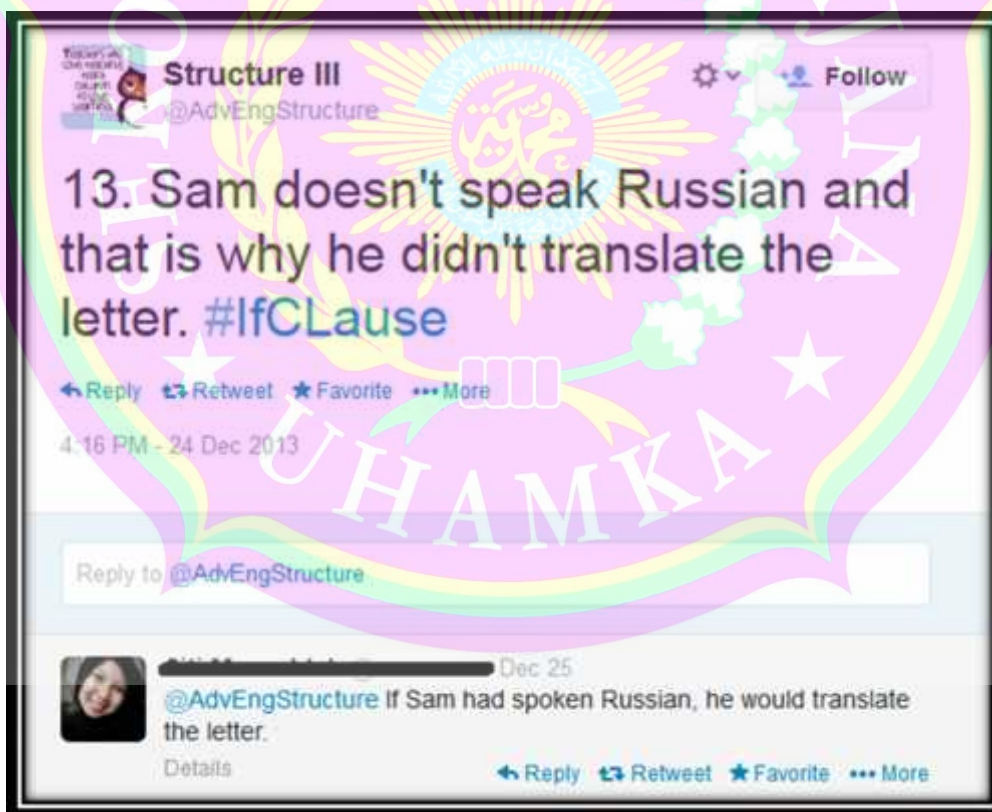 Structure III
Follow
@AdvEngStructure
13. Sam doesn't speak Russian and
that is why he didn't translate the
letter. #IfCLause
Reply Retweet Favorite More
4:16 PM - 24 Dec 2013
UHAMKA
Reply to @AdvEngStructure
Dec 25
@AdvEngStructure If Sam had spoken Russian, he would translate
the letter.
Details
Reply Retweet Favorite More